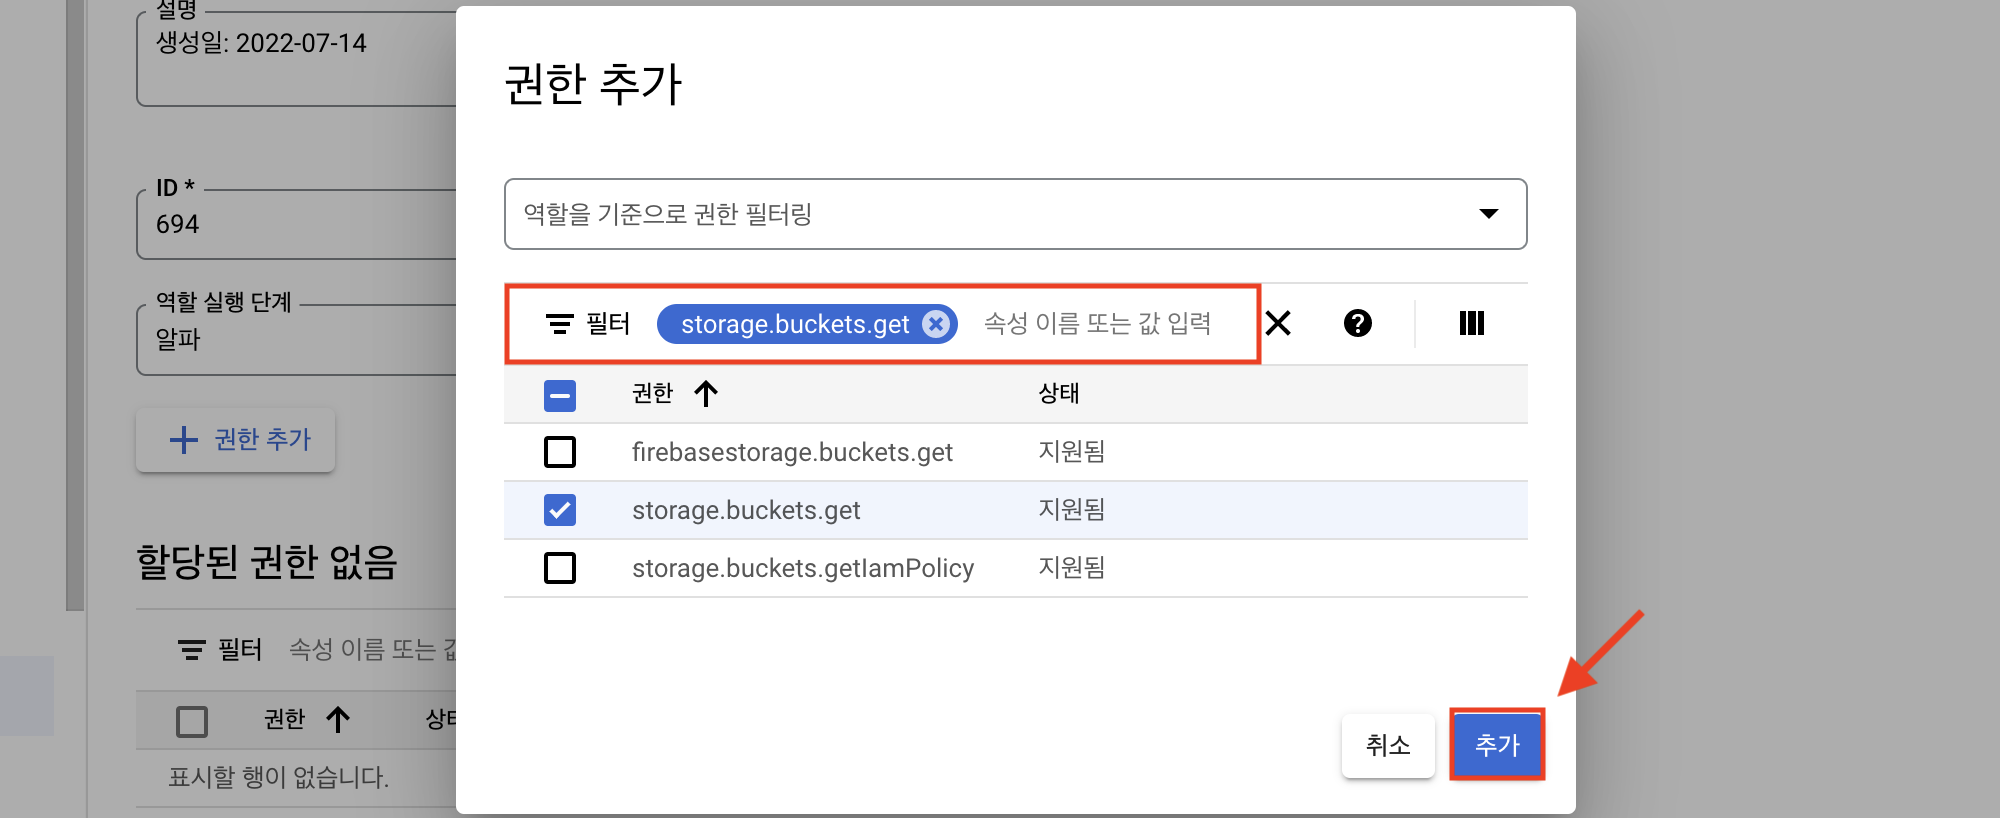 설명
생성일: 2022-07-14
ID *
694
역할 실행 단계
알파
권한 추가
할당된 권한 없음
필터 속성 이름 또는 값
권한 상태
표시할 행이 없습니다.
권한 추가
역할을 기준으로 권한 필터링
필터 storage.buckets.get 속성 이름 또는 값 입력
권한 상태
firebasestorage.buckets.get 지원됨
storage.buckets.get 지원됨
storage.buckets.getIamPolicy 지원됨
취소 추가